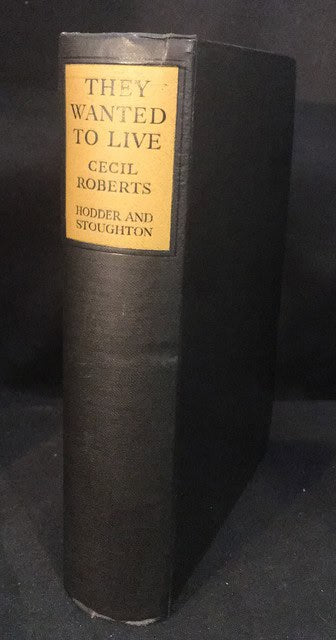 THEY
WANTED
TO LIVE
CECIL
ROBERTS
HODDER AND
STOUGHTON